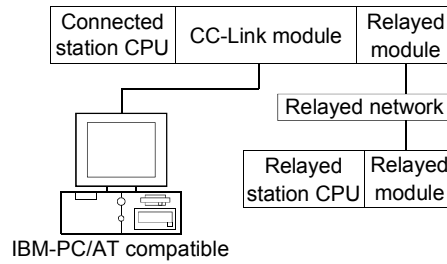 Connected
station CPU
CC-Link module
Relayed
module
Relayed network
Relayed
station CPU
Relayed
module
IBM-PC/AT compatible